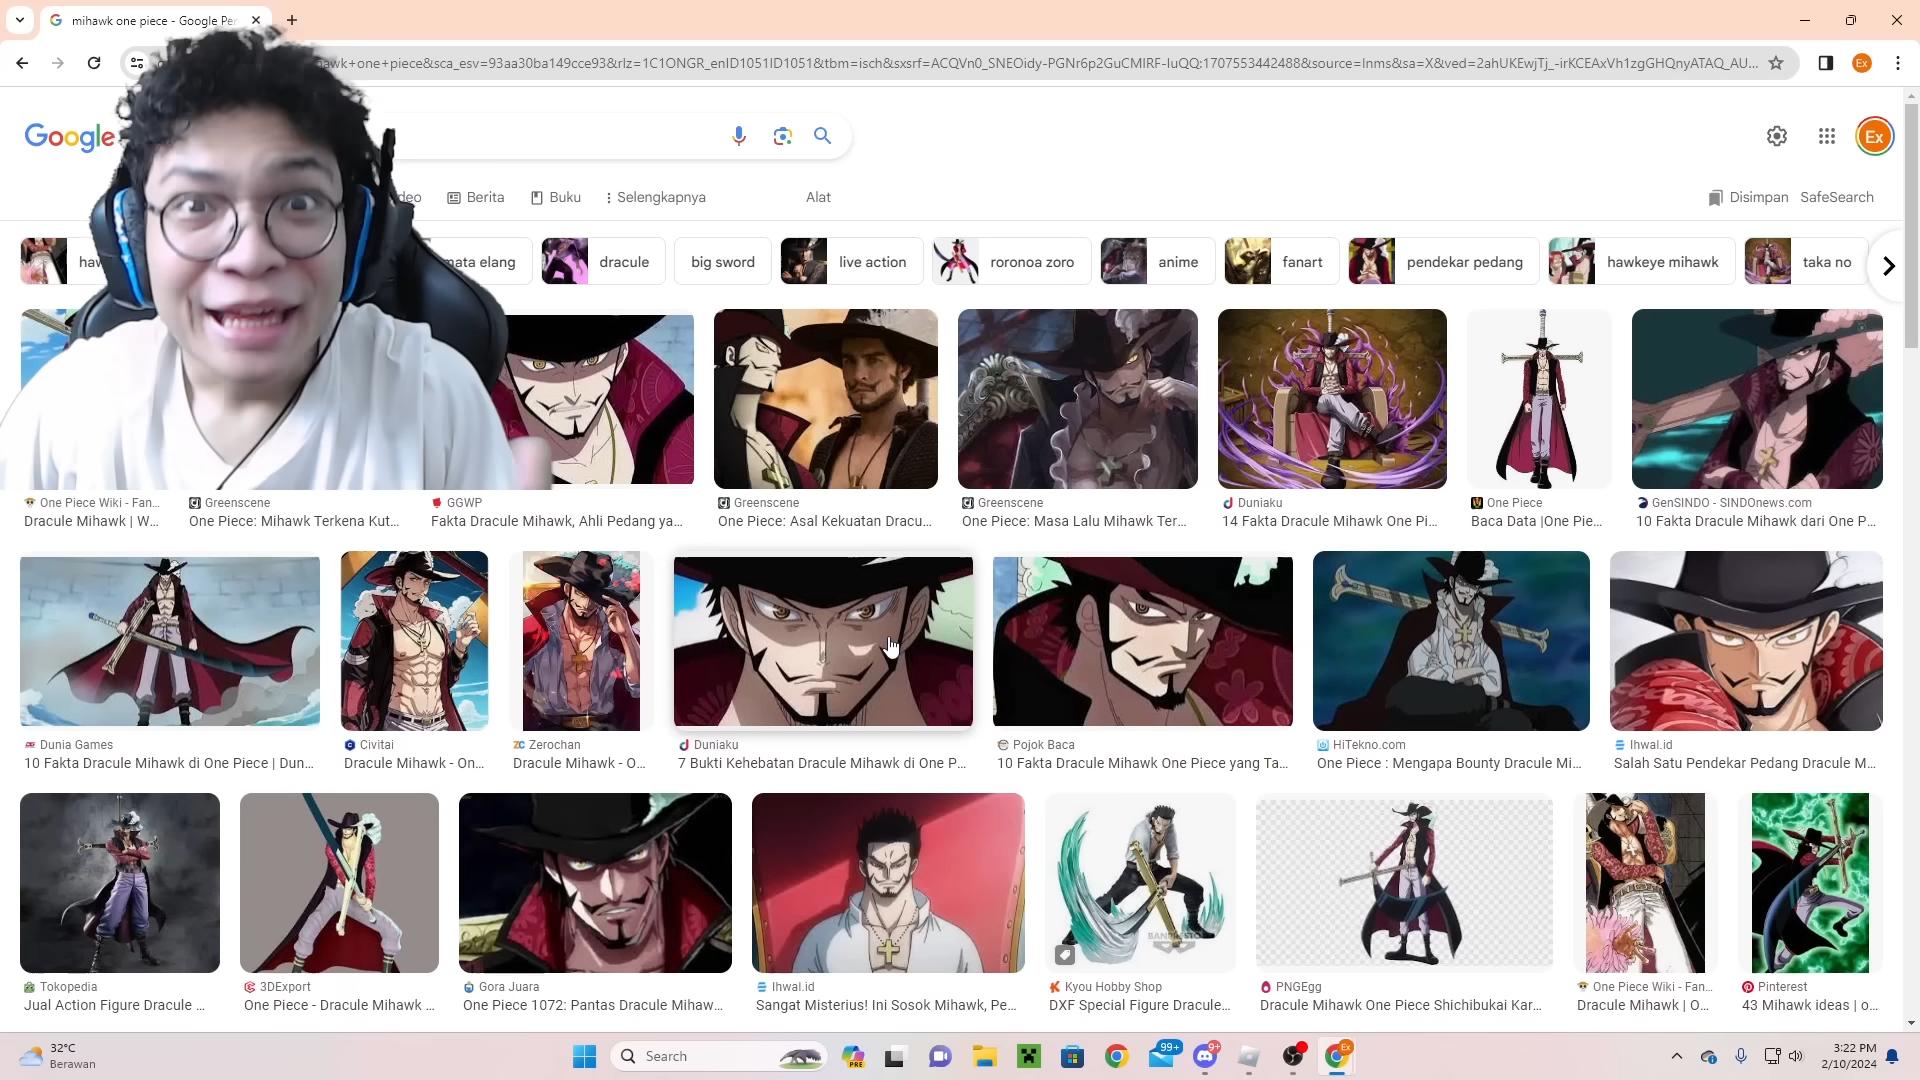 mihawk one piece - Google Pe
hawk+one+piece&sca_esv=93aa30ba149cce93&rlz=1C1ONGR_enID1051ID1051&tbm=isch&sxsrf=ACQVn0_SNEOidy-PGNr6p2GuCMIRF-IuQQ:1707553442488&source=lnms&sa=X&ved=2ahUKEwjTj_-irKCEAxVh1zgGHQnyATAQ_AU...
Ex
Google
Ex
deo
Berita
Buku
Selengkapnya
Alat
Disimpan
SafeSearch
haw
mata elang
dracule
big sword
live action
roronoa zoro
anime
fanart
pendekar pedang
hawkeye mihawk
taka no
One Piece Wiki - Fan...
Dracule Mihawk | W...
Greenscene
One Piece: Mihawk Terkena Kut...
GGWP
Fakta Dracule Mihawk, Ahli Pedang ya...
Greenscene
One Piece: Asal Kekuatan Dracu...
Greenscene
One Piece: Masa Lalu Mihawk Ter...
Duniaku
14 Fakta Dracule Mihawk One Pi...
One Piece
Baca Data |One Pie...
GenSINDO - SINDOnews.com
10 Fakta Dracule Mihawk dari One P...
Dunia Games
10 Fakta Dracule Mihawk di One Piece | Dun...
Civitai
Dracule Mihawk - On...
Zerochan
Dracule Mihawk - O...
Duniaku
7 Bukti Kehebatan Dracule Mihawk di One P...
Pojok Baca
10 Fakta Dracule Mihawk One Piece yang Ta...
HiTekno.com
One Piece : Mengapa Bounty Dracule Mi...
Ihwal.id
Salah Satu Pendekar Pedang Dracule M...
BANPRESTO
Tokopedia
Jual Action Figure Dracule ...
3DExport
One Piece - Dracule Mihawk ...
Gora Juara
One Piece 1072: Pantas Dracule Mihaw...
Ihwal.id
Sangat Misterius! Ini Sosok Mihawk, Pe...
Kyou Hobby Shop
DXF Special Figure Dracule...
PNGEgg
Dracule Mihawk One Piece Shichibukai Kar...
One Piece Wiki - Fan...
Dracule Mihawk | O...
Pinterest
43 Mihawk ideas | o...
32°C
Berawan
Search
PRE
99+
9+
Ex
3:22 PM
2/10/2024